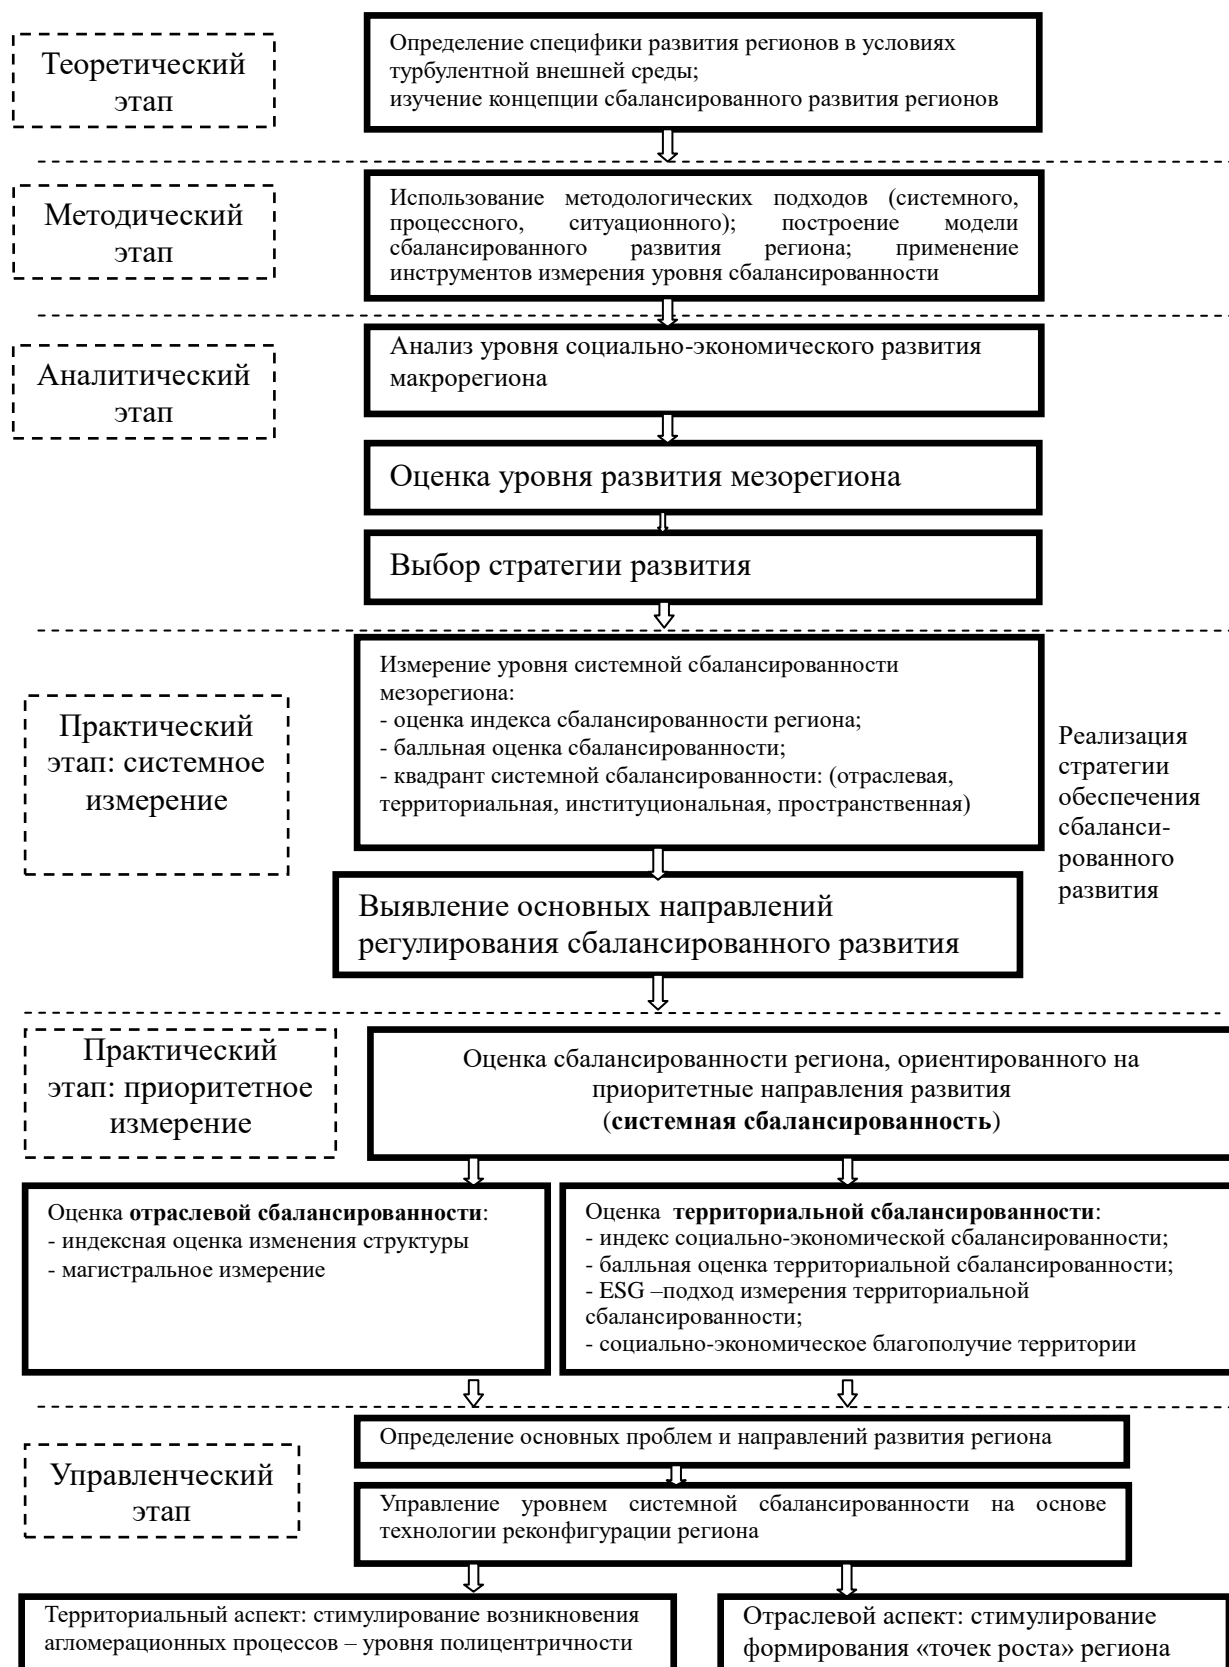 Теоретический
этап
Определение специфики развития регионов в условиях
турбулентной внешней среды;
изучение концепции сбалансированного развития регионов
Методический
этап
Использование методологических подходов (системного,
процессного, ситуационного); построение модели
сбалансированного развития региона; применение
инструментов измерения уровня сбалансированности
Аналитический
этап
Анализ уровня социально-экономического развития
макрорегиона
Оценка уровня развития мезорегиона
Выбор стратегии развития
Практический
этап: системное
измерение
Измерение уровня системной сбалансированности
мезорегиона:
- оценка индекса сбалансированности региона;
- балльная оценка сбалансированности;
- квадрант системной сбалансированности: (отраслевая,
территориальная, институциональная, пространственная)
Реализация
стратегии
обеспечения
сбаланси-
рованного
развития
Выявление основных направлений
регулирования сбалансированного развития
Практический
этап: приоритетное
измерение
Оценка сбалансированности региона, ориентированного на
приоритетные направления развития
(системная сбалансированность)
Оценка отраслевой сбалансированности:
- индексная оценка изменения структуры
- магистральное измерение
Оценка территориальной сбалансированности:
- индекс социально-экономической сбалансированности;
- балльная оценка территориальной сбалансированности;
- ESG –подход измерения территориальной
сбалансированности;
- социально-экономическое благополучие территории
Управленческий
этап
Определение основных проблем и направлений развития региона
Управление уровнем системной сбалансированности на основе
технологии реконфигурации региона
Территориальный аспект: стимулирование возникновения
агломерационных процессов – уровня полицентричности
Отраслевой аспект: стимулирование
формирования «точек роста» региона